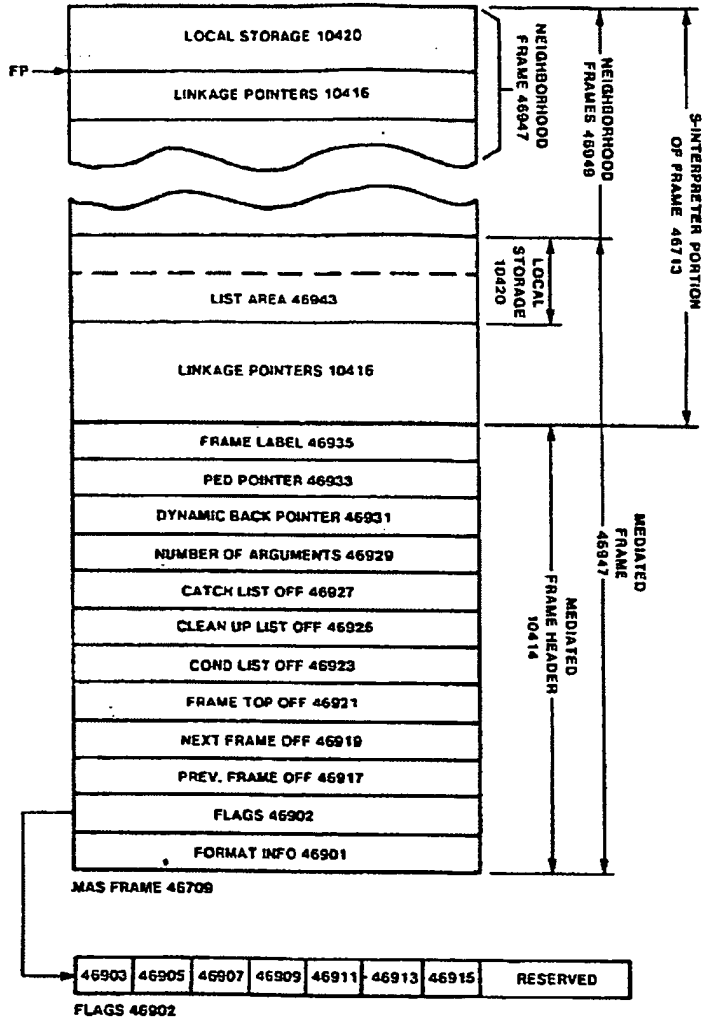 LOCAL STORAGE 10420
FP
LINKAGE POINTERS 10416
NEIGHBORHOOD
FRAME 46947
NEIGHBORHOOD
FRAMES 46949
S-INTERPRETER PORTION
OF FRAME 46713
LOCAL
STORAGE
10420
LIST AREA 46943
LINKAGE POINTERS 10416
FRAME LABEL 46935
PED POINTER 46933
DYNAMIC BACK POINTER 46931
NUMBER OF ARGUMENTS 46929
CATCH LIST OFF 46927
CLEAN UP LIST OFF 46925
COND LIST OFF 46923
FRAME TOP OFF 46921
NEXT FRAME OFF 46919
PREV. FRAME OFF 46917
FLAGS 46902
FORMAT INFO 46901
MEDIATED
FRAME HEADER
10414
MEDIATED
FRAME
46947
MAS FRAME 46709
46903 46905 46907 46909 46911 46913 46915 RESERVED
FLAGS 46902